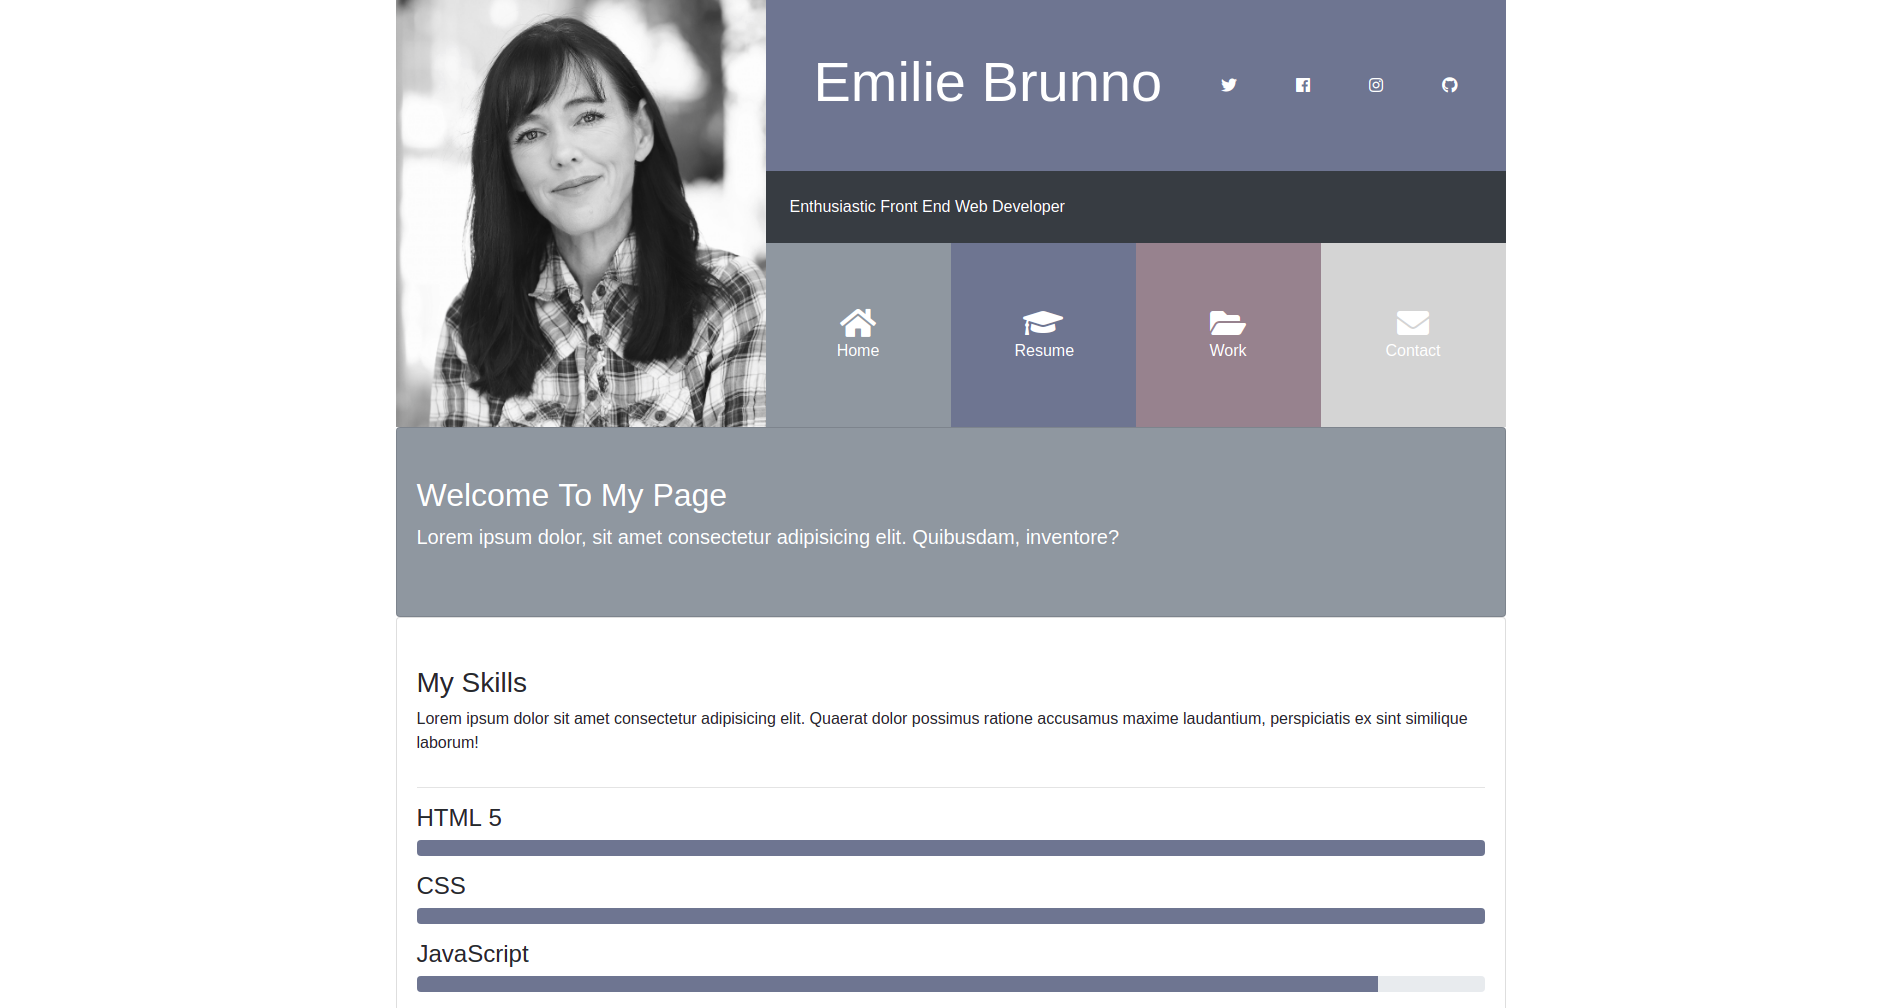 Emilie Brunno
Enthusiastic Front End Web Developer
Home
Resume
Work
Contact
Welcome To My Page
Lorem ipsum dolor, sit amet consectetur adipisicing elit. Quibusdam, inventore?
My Skills
Lorem ipsum dolor sit amet consectetur adipisicing elit. Quaerat dolor possimus ratione accusamus maxime laudantium, perspiciatis ex sint similique
laborum!
HTML 5
CSS
JavaScript